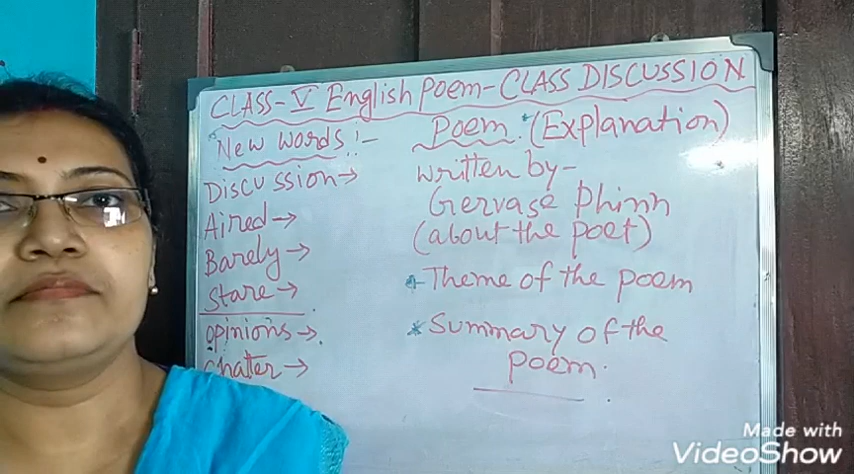 CLASS-V English Poem-CLASS DISCUSSION
New words!-
Discussion→
Aired→
Barely→
Stare→
Opinions→
Chatter→
Poem. (Explanation)
written by-
Gervase Phinn
(about the poet)
* Theme of the poem
* Summary of the
Poem.
Made with
VideoShow